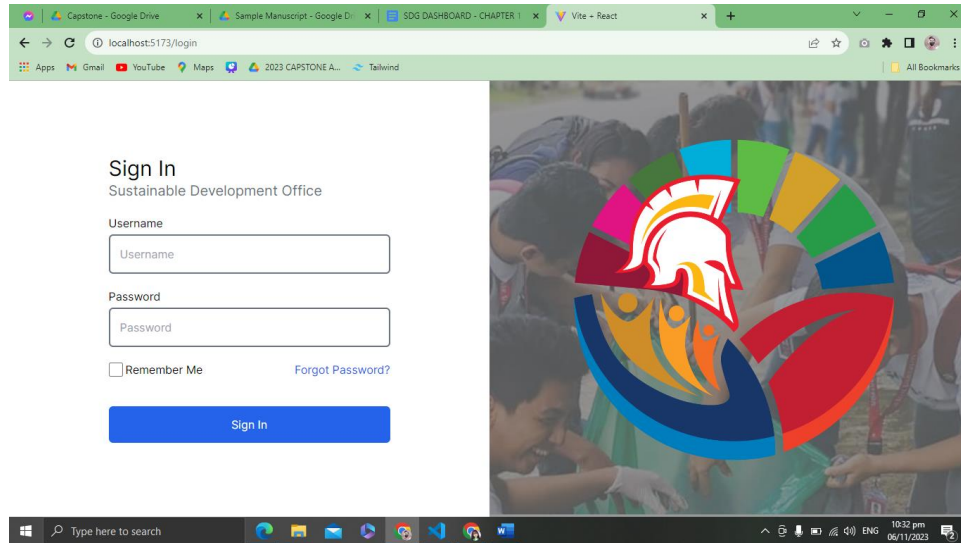 Capstone - Google Drive
Sample Manuscript - Google Dri
SDG DASHBOARD - CHAPTER 1
Vite + React
localhost:5173/login
Apps
Gmail
YouTube
Maps
2023 CAPSTONE A...
Tailwind
All Bookmarks
Sign In
Sustainable Development Office
Username
Username
Password
Password
Remember Me
Forgot Password?
Sign In
Type here to search
ENG
10:32 pm
06/11/2023
2